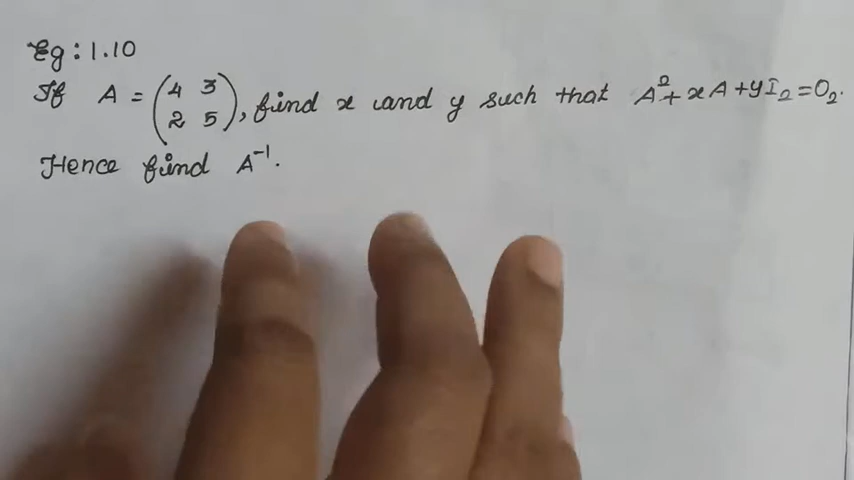 Eg: 1.10
If A = (4 3 2 5), find x and y such that A²+xA+yI₂=O₂.
Hence find A⁻¹.